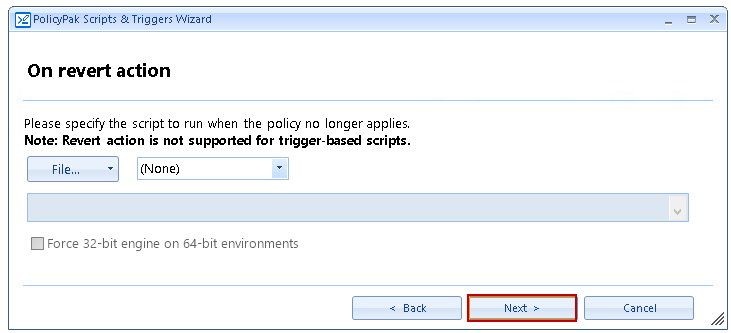 PolicyPak Scripts & Triggers Wizard
On revert action
Please specify the script to run when the policy no longer applies.
Note: Revert action is not supported for trigger-based scripts.
File... (None)
Force 32-bit engine on 64-bit environments
< Back Next > Cancel